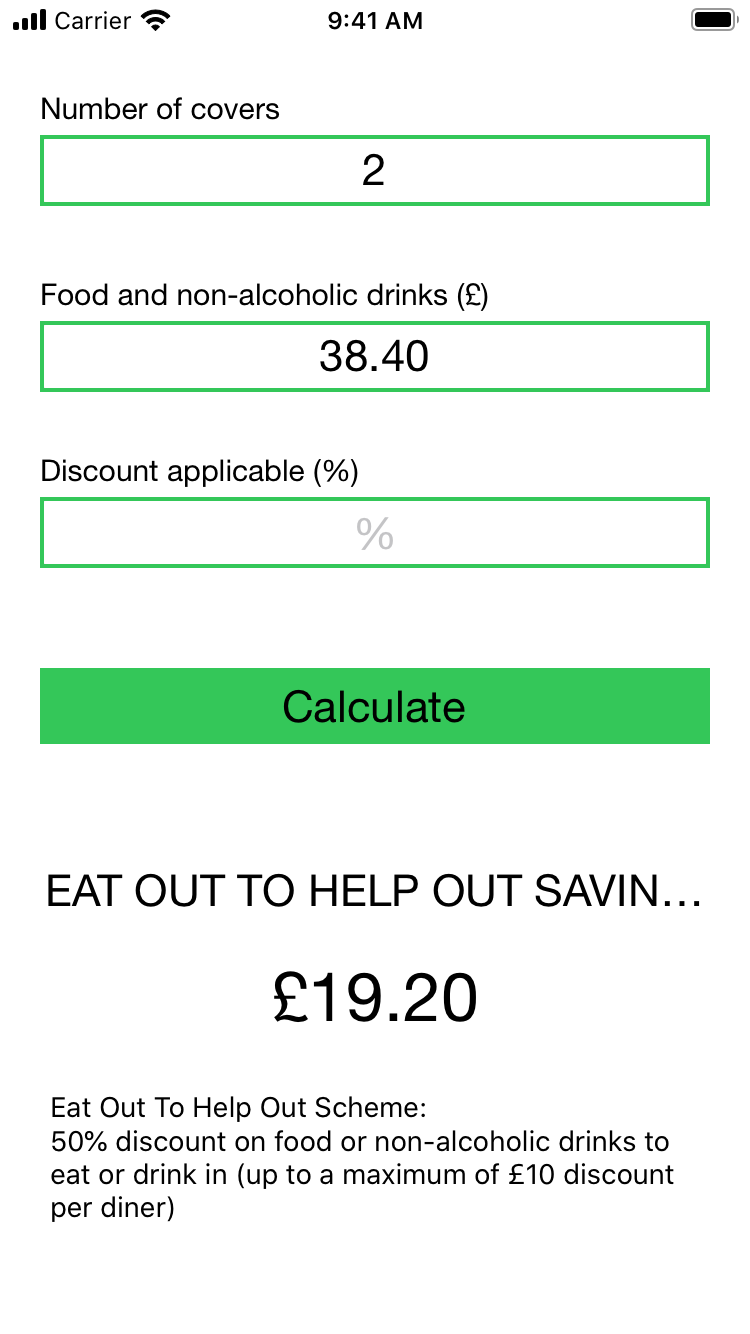 Carrier 9:41 AM
Number of covers
2
Food and non-alcoholic drinks (£)
38.40
Discount applicable (%)
%
Calculate
EAT OUT TO HELP OUT SAVIN...
£19.20
Eat Out To Help Out Scheme:
50% discount on food or non-alcoholic drinks to
eat or drink in (up to a maximum of £10 discount
per diner)